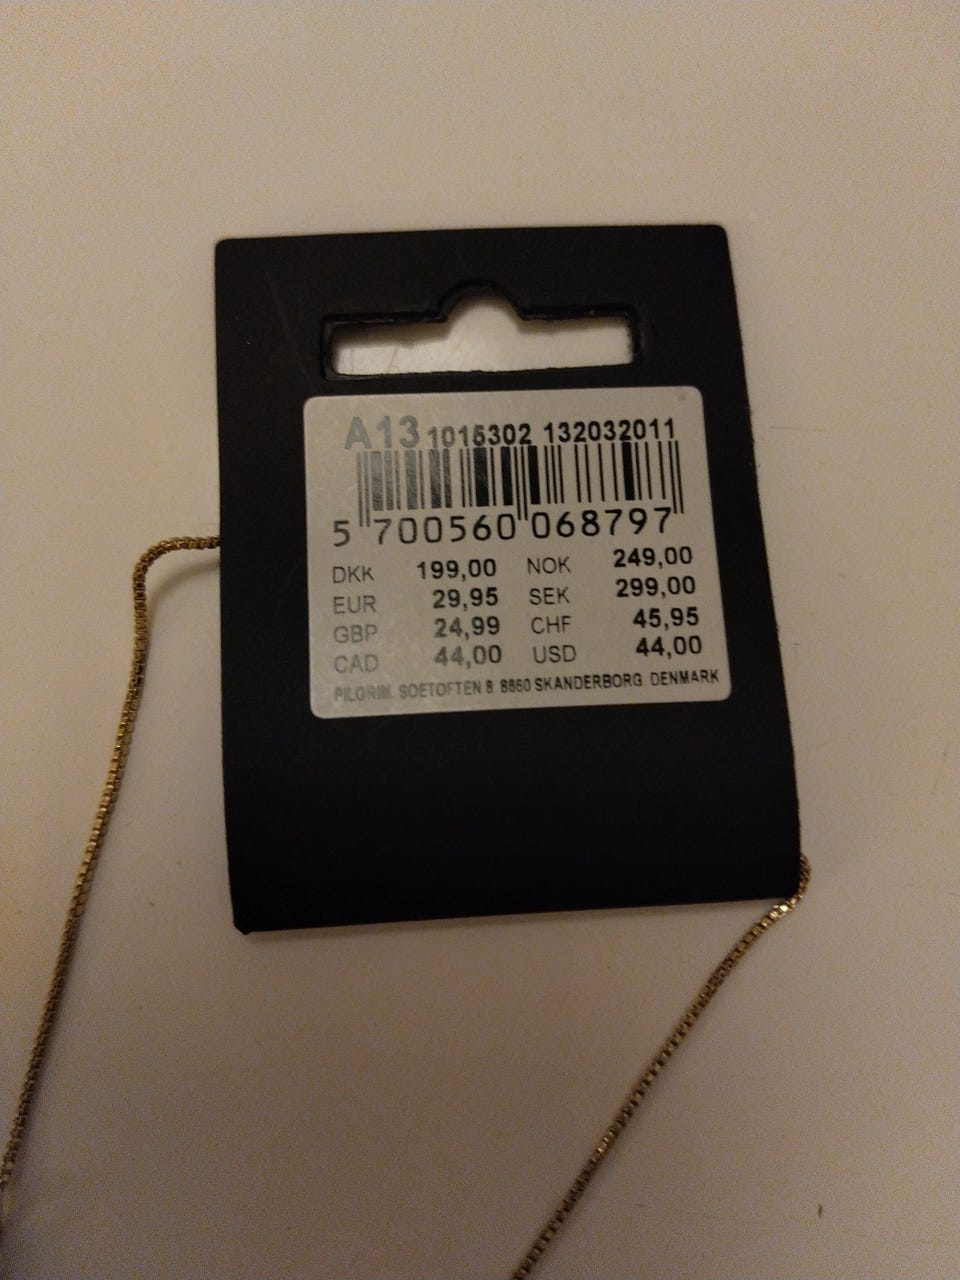 A13 1015302 132032011
5 700560 068797
DKK 199,00 NOK 249,00
EUR 29,95 SEK 299,00
GBP 24,99 CHF 45,95
CAD 44,00 USD 44,00
PILGRIM. SOETOFTEN 8. 8660 SKANDERBORG. DENMARK